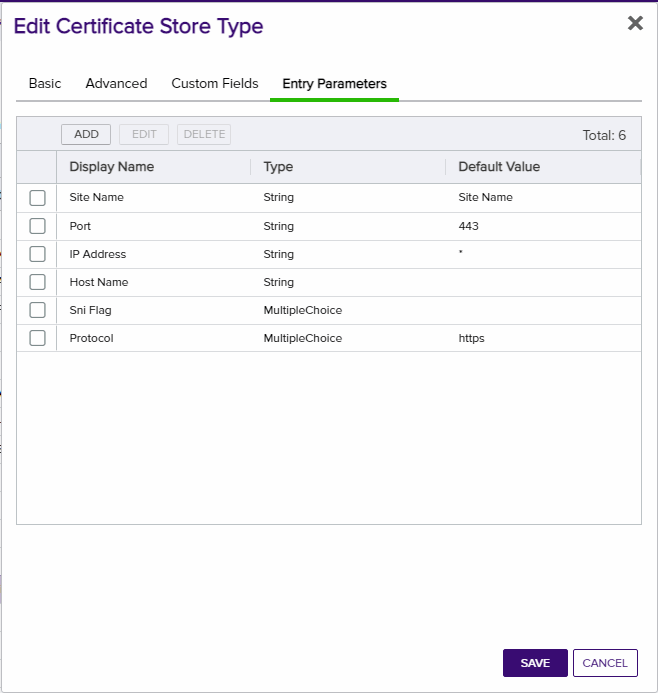 Edit Certificate Store Type
Basic Advanced Custom Fields Entry Parameters
ADD EDIT DELETE Total: 6
Display Name Type Default Value
Site Name String Site Name
Port String 443
IP Address String *
Host Name String
Sni Flag MultipleChoice
Protocol MultipleChoice https
SAVE CANCEL